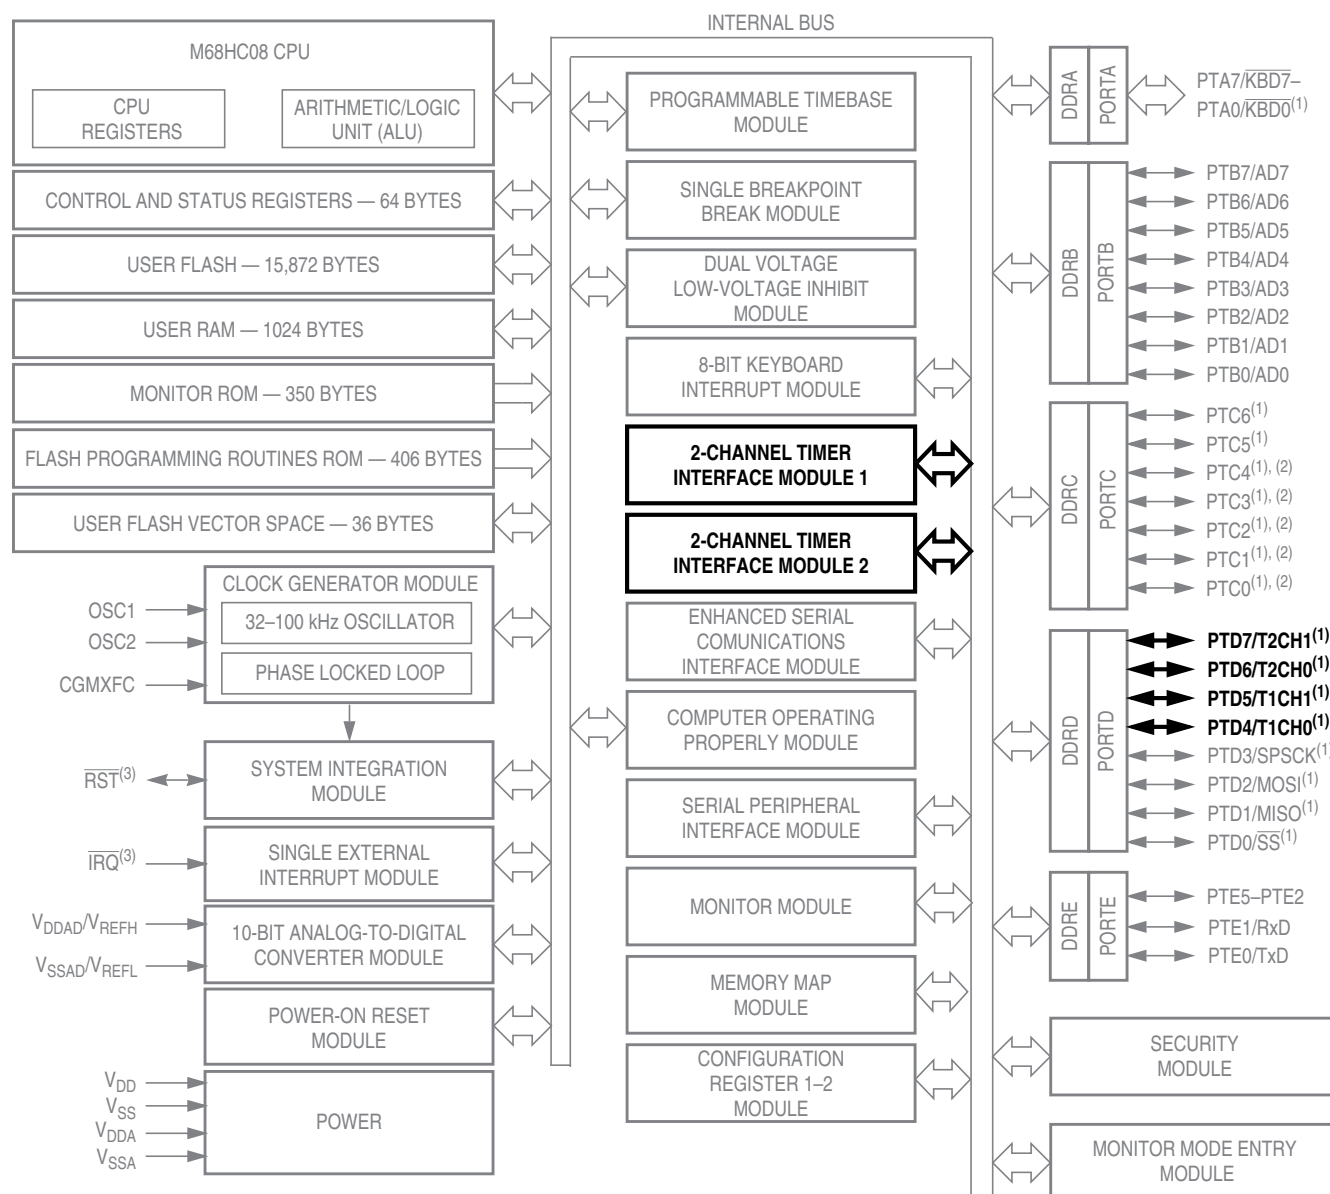 INTERNAL BUS
M68HC08 CPU
CPU
REGISTERS
ARITHMETIC/LOGIC
UNIT (ALU)
CONTROL AND STATUS REGISTERS — 64 BYTES
USER FLASH — 15,872 BYTES
USER RAM — 1024 BYTES
MONITOR ROM — 350 BYTES
FLASH PROGRAMMING ROUTINES ROM — 406 BYTES
USER FLASH VECTOR SPACE — 36 BYTES
CLOCK GENERATOR MODULE
32–100 kHz OSCILLATOR
PHASE LOCKED LOOP
OSC1
OSC2
CGMXFC
SYSTEM INTEGRATION
MODULE
RST(3)
SINGLE EXTERNAL
INTERRUPT MODULE
IRQ(3)
10-BIT ANALOG-TO-DIGITAL
CONVERTER MODULE
VDDAD/VREFH
VSSAD/VREFL
POWER-ON RESET
MODULE
POWER
VDD
VSS
VDDA
VSSA
PROGRAMMABLE TIMEBASE
MODULE
SINGLE BREAKPOINT
BREAK MODULE
DUAL VOLTAGE
LOW-VOLTAGE INHIBIT
MODULE
8-BIT KEYBOARD
INTERRUPT MODULE
2-CHANNEL TIMER
INTERFACE MODULE 1
2-CHANNEL TIMER
INTERFACE MODULE 2
ENHANCED SERIAL
COMUNICATIONS
INTERFACE MODULE
COMPUTER OPERATING
PROPERLY MODULE
SERIAL PERIPHERAL
INTERFACE MODULE
MONITOR MODULE
MEMORY MAP
MODULE
CONFIGURATION
REGISTER 1–2
MODULE
DDRA
PORTA
PTA7/KBD7–
PTA0/KBD0(1)
DDRB
PORTB
PTB7/AD7
PTB6/AD6
PTB5/AD5
PTB4/AD4
PTB3/AD3
PTB2/AD2
PTB1/AD1
PTB0/AD0
DDRC
PORTC
PTC6(1)
PTC5(1)
PTC4(1), (2)
PTC3(1), (2)
PTC2(1), (2)
PTC1(1), (2)
PTC0(1), (2)
DDRD
PORTD
PTD7/T2CH1(1)
PTD6/T2CH0(1)
PTD5/T1CH1(1)
PTD4/T1CH0(1)
PTD3/SPSCK(1)
PTD2/MOSI(1)
PTD1/MISO(1)
PTD0/SS(1)
DDRE
PORTE
PTE5–PTE2
PTE1/RxD
PTE0/TxD
SECURITY
MODULE
MONITOR MODE ENTRY
MODULE